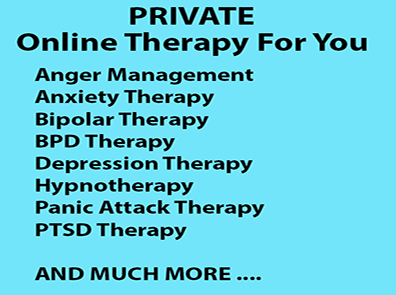 PRIVATE
Online Therapy For You
Anger Management
Anxiety Therapy
Bipolar Therapy
BPD Therapy
Depression Therapy
Hypnotherapy
Panic Attack Therapy
PTSD Therapy
AND MUCH MORE ....